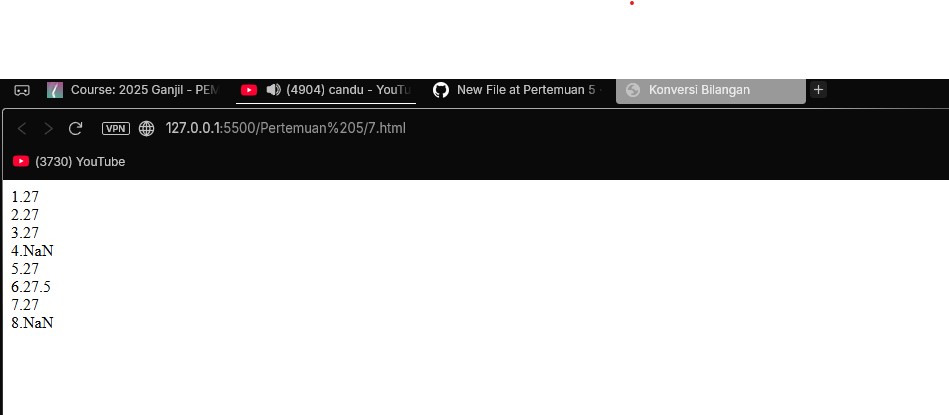 Course: 2025 Ganjil - PEM
(4904) candu - YouTu
New File at Pertemuan 5
Konversi Bilangan
+
VPN
127.0.0.1:5500/Pertemuan%205/7.html
(3730) YouTube
1.27
2.27
3.27
4.NaN
5.27
6.27.5
7.27
8.NaN